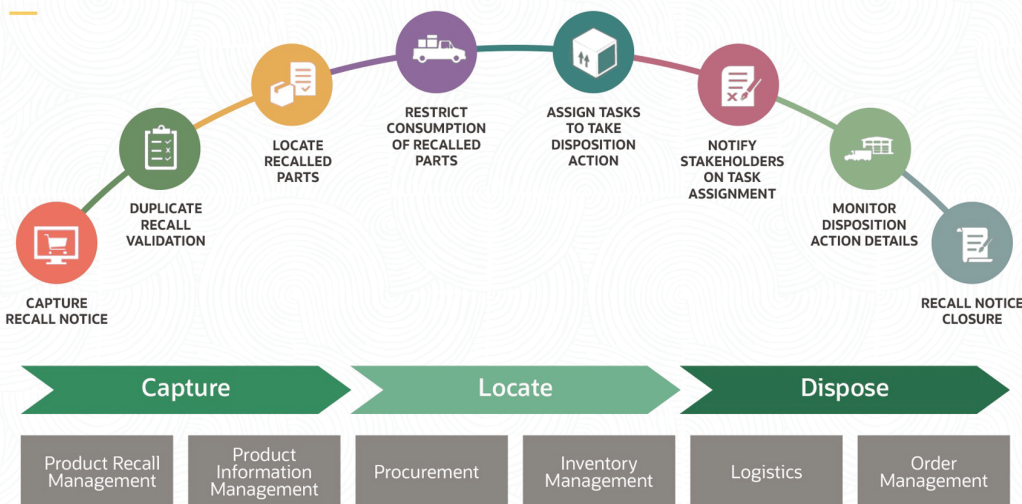 CAPTURE
RECALL NOTICE
DUPLICATE
RECALL
VALIDATION
LOCATE
RECALLED
PARTS
RESTRICT
CONSUMPTION
OF RECALLED
PARTS
ASSIGN TASKS
TO TAKE
DISPOSITION
ACTION
NOTIFY
STAKEHOLDERS
ON TASK
ASSIGNMENT
MONITOR
DISPOSITION
ACTION DETAILS
RECALL NOTICE
CLOSURE
Capture
Locate
Dispose
Product Recall
Management
Product
Information
Management
Procurement
Inventory
Management
Logistics
Order
Management